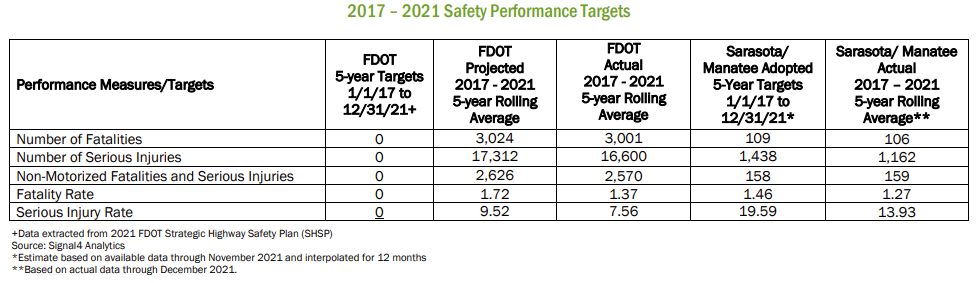 2017 – 2021 Safety Performance Targets
Performance Measures/Targets
FDOT
5-year Targets
1/1/17 to
12/31/21+
FDOT
Projected
2017 - 2021
5-year Rolling
Average
FDOT
Actual
2017 - 2021
5-year Rolling
Average
Sarasota/
Manatee Adopted
5-Year Targets
1/1/17 to
12/31/21*
Sarasota/ Manatee
Actual
2017 – 2021
5-year Rolling
Average**
Number of Fatalities 0 3,024 3,001 109 106
Number of Serious Injuries 0 17,312 16,600 1,438 1,162
Non-Motorized Fatalities and Serious Injuries 0 2,626 2,570 158 159
Fatality Rate 0 1.72 1.37 1.46 1.27
Serious Injury Rate 0 9.52 7.56 19.59 13.93
+Data extracted from 2021 FDOT Strategic Highway Safety Plan (SHSP)
Source: Signal4 Analytics
*Estimate based on available data through November 2021 and interpolated for 12 months
**Based on actual data through December 2021.